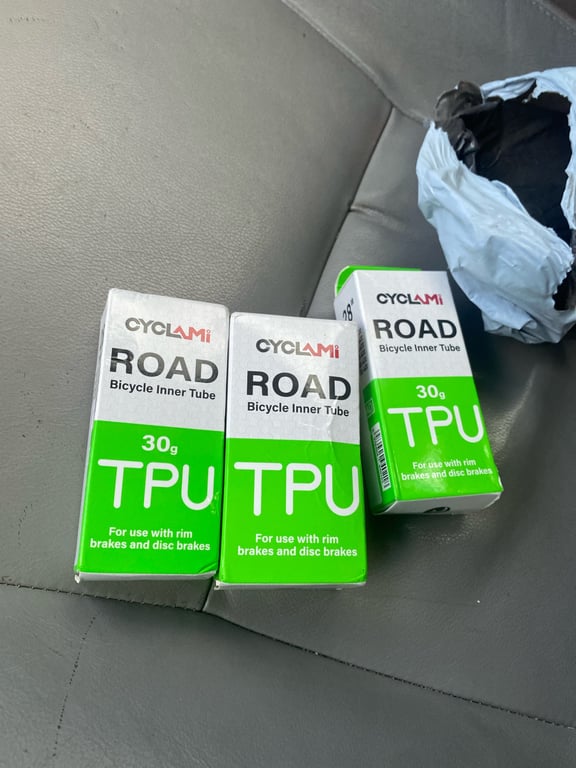 CYCLAMi
ROAD
Bicycle Inner Tube
30g
TPU
For use with rim
brakes and disc brakes
CYCLAMi
ROAD
Bicycle Inner Tube
TPU
For use with rim
brakes and disc brakes
CYCLAMi
ROAD
Bicycle Inner Tube
30g
TPU
For use with rim
brakes and disc brakes